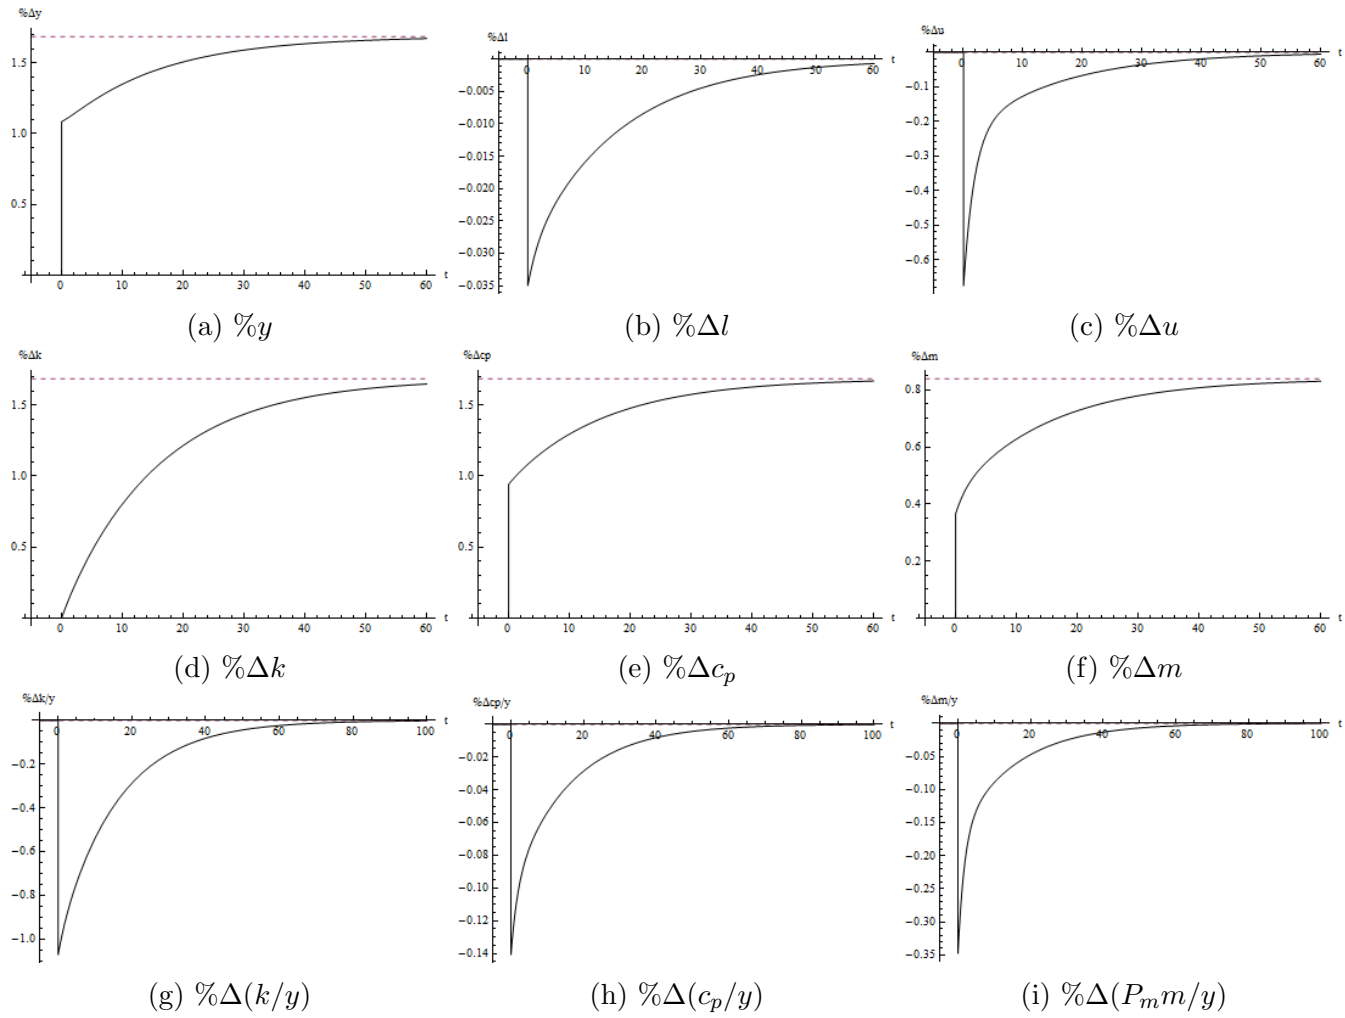 %Δy
1.5
1.0
0.5
0 10 20 30 40 50 60 t
(a) %y
%Δl
0 10 20 30 40 50 60 t
−0.005
−0.010
−0.015
−0.020
−0.025
−0.030
−0.035
(b) %Δl
%Δu
0 10 20 30 40 50 60 t
−0.1
−0.2
−0.3
−0.4
−0.5
−0.6
(c) %Δu
%Δk
1.5
1.0
0.5
0 10 20 30 40 50 60 t
(d) %Δk
%Δcp
1.5
1.0
0.5
0 10 20 30 40 50 60 t
(e) %Δc_p
%Δm
0.8
0.6
0.4
0.2
0 10 20 30 40 50 60 t
(f) %Δm
%Δk/y
0 20 40 60 80 100 t
−0.2
−0.4
−0.6
−0.8
−1.0
(g) %Δ(k/y)
%Δcp/y
0 20 40 60 80 100 t
−0.02
−0.04
−0.06
−0.08
−0.10
−0.12
−0.14
(h) %Δ(c_p/y)
%Δm/y
0 20 40 60 80 100 t
−0.05
−0.10
−0.15
−0.20
−0.25
−0.30
−0.35
(i) %Δ(P_m m/y)